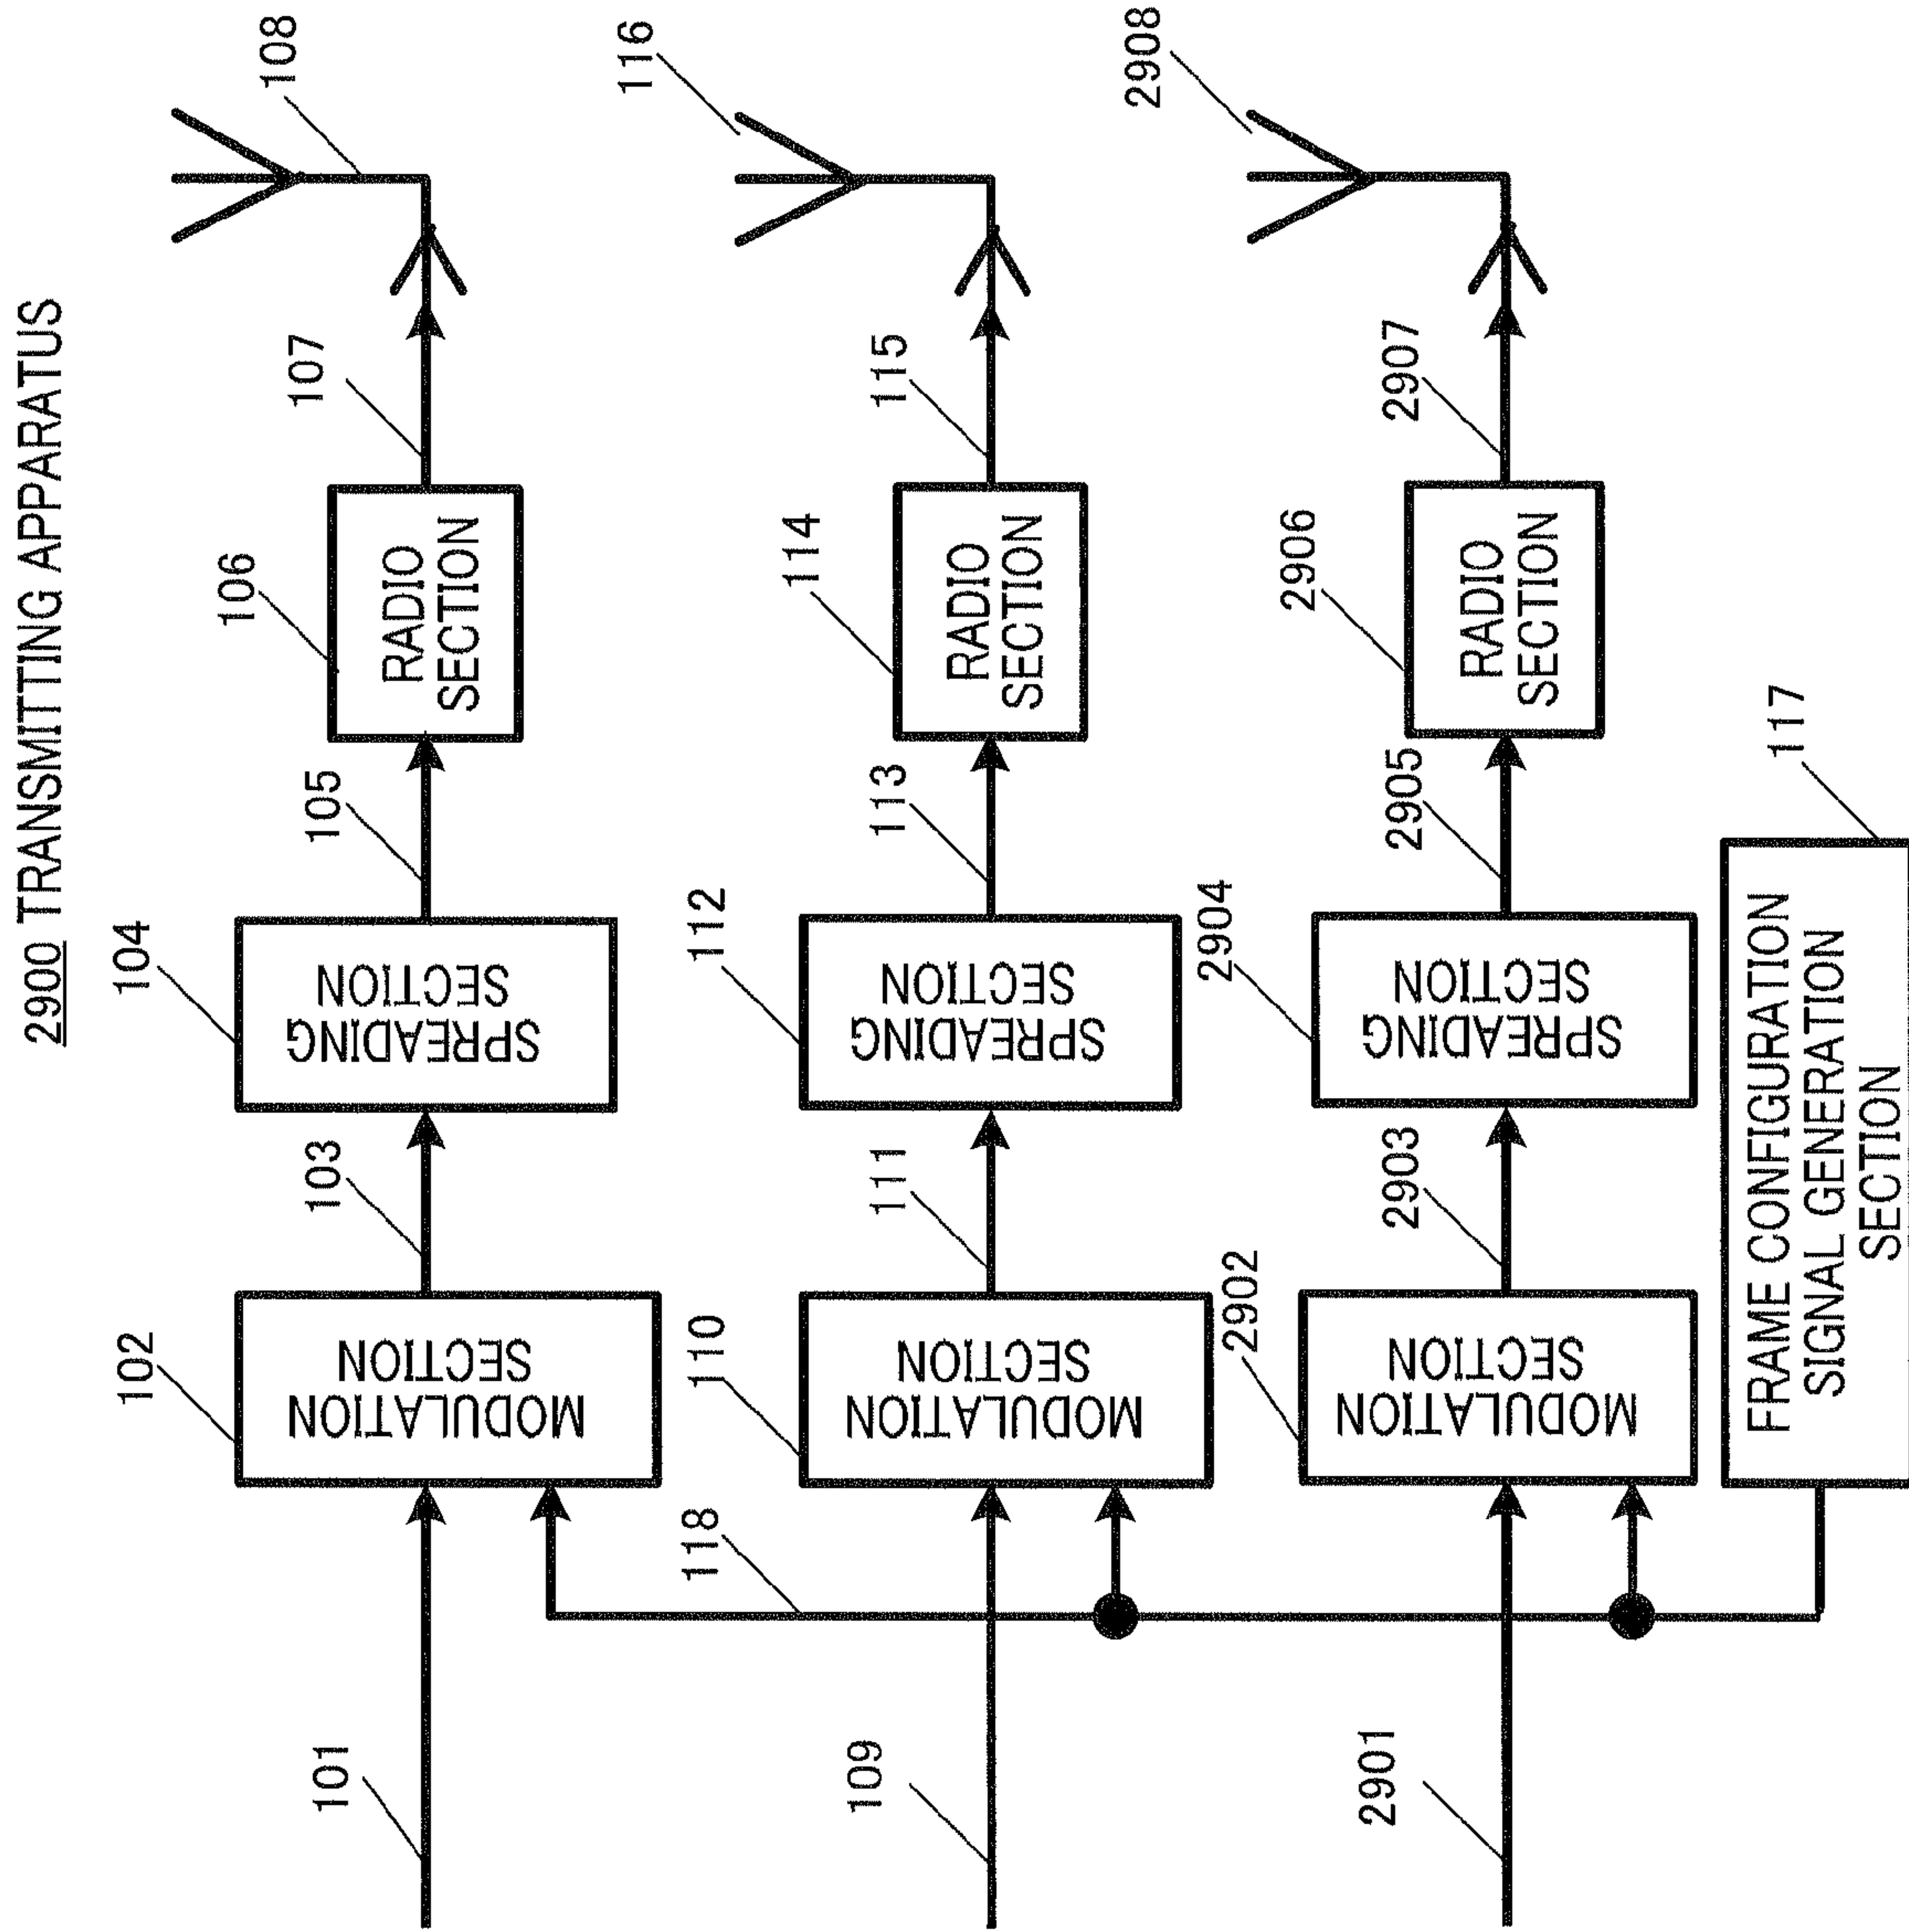 2900 TRANSMITTING APPARATUS
101
102
MODULATION
SECTION
103
104
SPREADING
SECTION
105
106
RADIO
SECTION
107
108
118
109
110
MODULATION
SECTION
111
112
SPREADING
SECTION
113
114
RADIO
SECTION
115
116
2901
2902
MODULATION
SECTION
2903
2904
SPREADING
SECTION
2905
2906
RADIO
SECTION
2907
2908
FRAME CONFIGURATION
SIGNAL GENERATION
SECTION
117